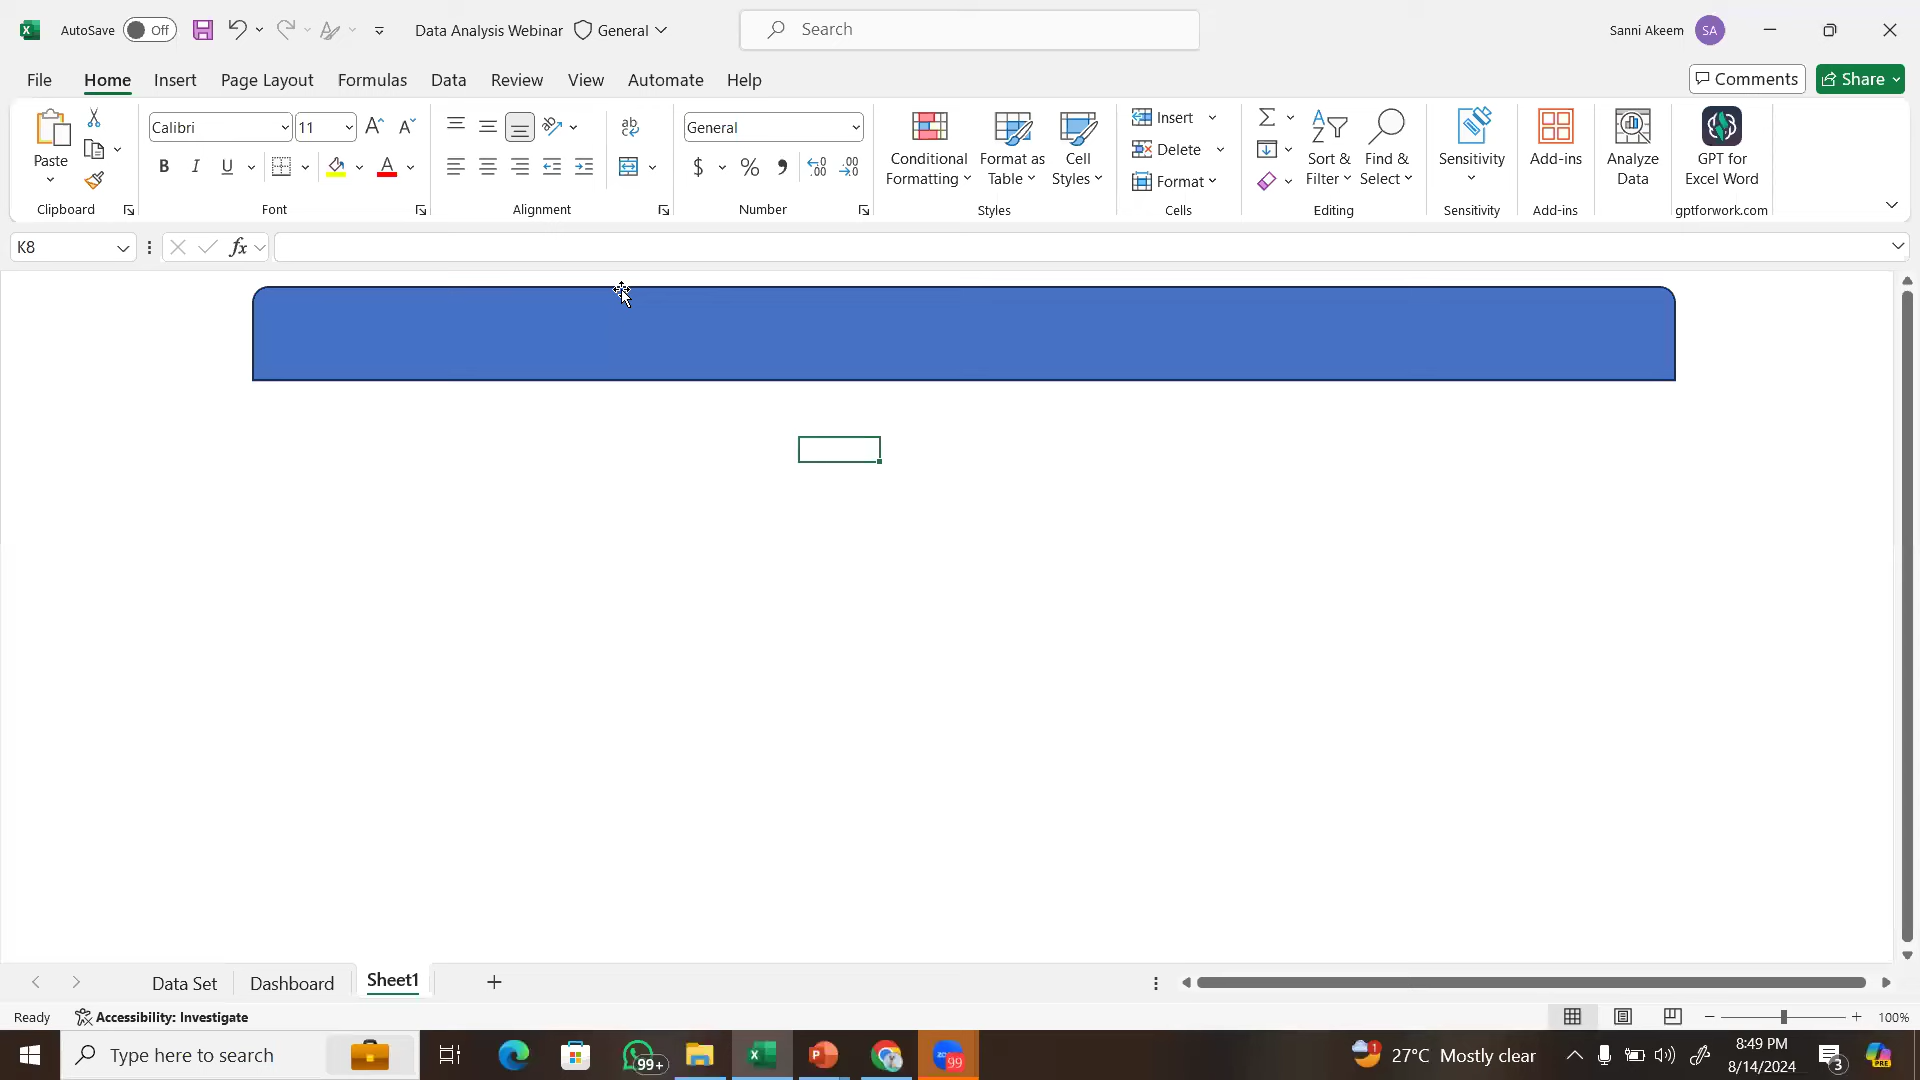 AutoSave Off Data Analysis Webinar General Search Sanni Akeem SA
File Home Insert Page Layout Formulas Data Review View Automate Help Comments Share
Paste Calibri 11 General Conditional Formatting Format as Table Cell Styles Insert Delete Format Sort & Filter Find & Select Sensitivity Add-ins Analyze Data GPT for Excel Word
Clipboard Font Alignment Number Styles Cells Editing Sensitivity Add-ins gptforwork.com
K8 fx
Data Set Dashboard Sheet1
Ready Accessibility: Investigate 100%
Type here to search 99+ 99 27°C Mostly clear 8:49 PM 3
8/14/2024